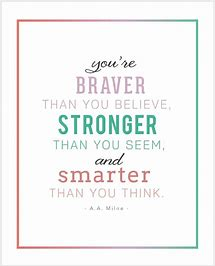 you're
BRAVER
THAN YOU BELIEVE,
STRONGER
THAN YOU SEEM,
and
smarter
THAN YOU THINK.
- A.A. Milne -